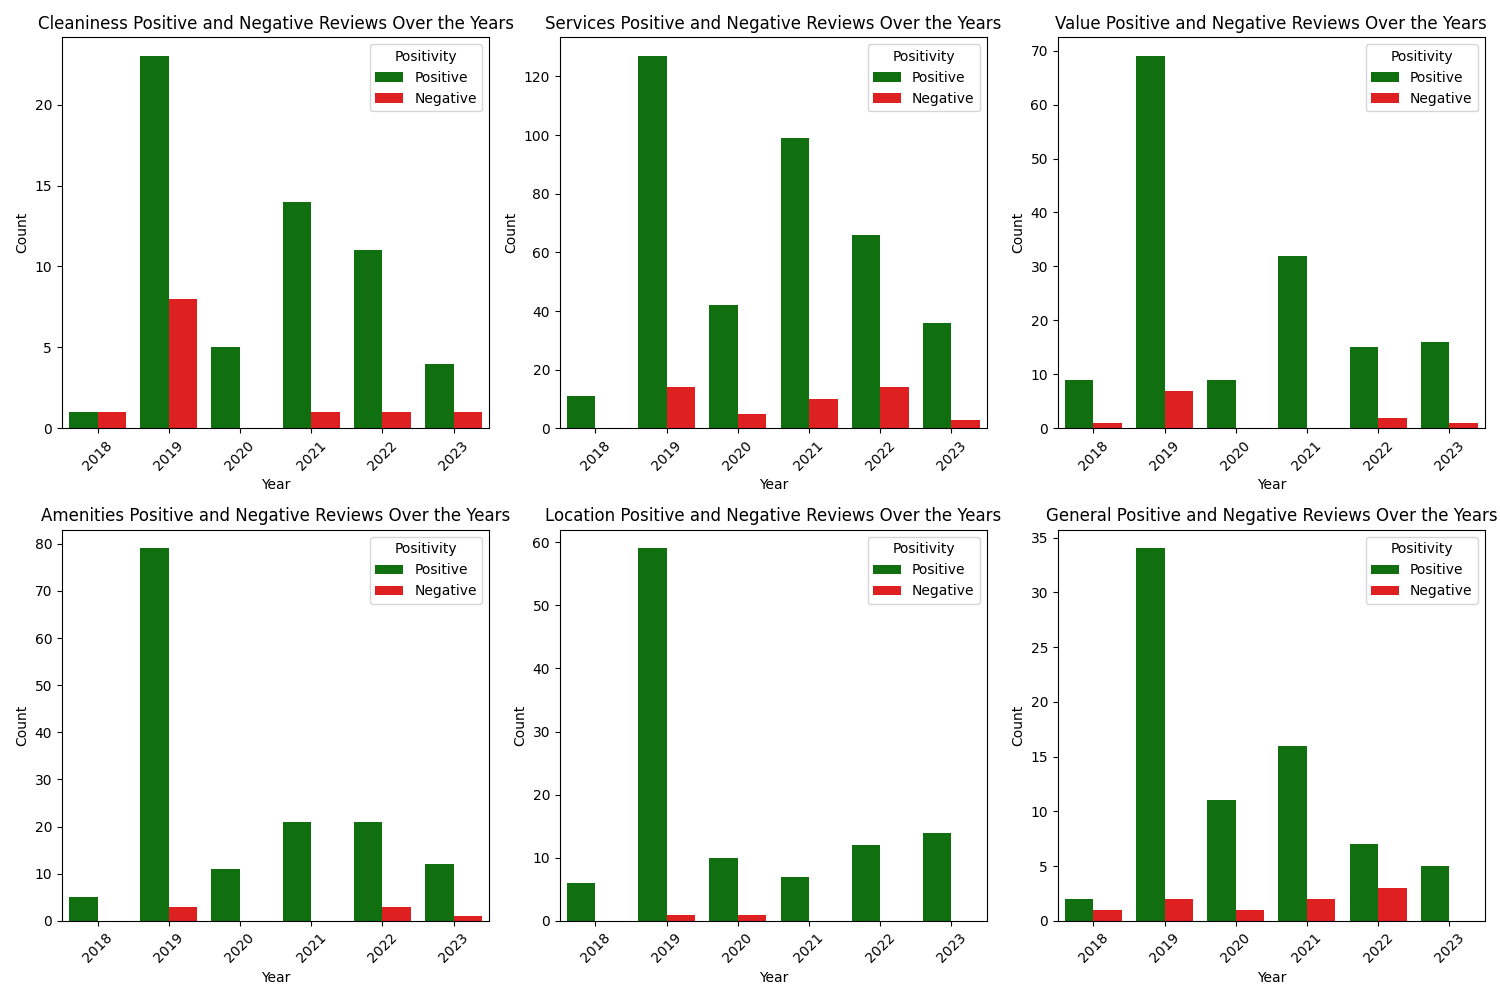 Cleaniness Positive and Negative Reviews Over the Years
Positivity
Positive
Negative
20
15
10
5
0
Count
2018
2019
2020
2021
2022
2023
Year
Services Positive and Negative Reviews Over the Years
Positivity
Positive
Negative
120
100
80
60
40
20
0
Count
2018
2019
2020
2021
2022
2023
Year
Value Positive and Negative Reviews Over the Years
Positivity
Positive
Negative
70
60
50
40
30
20
10
0
Count
2018
2019
2020
2021
2022
2023
Year
Amenities Positive and Negative Reviews Over the Years
Positivity
Positive
Negative
80
70
60
50
40
30
20
10
0
Count
2018
2019
2020
2021
2022
2023
Year
Location Positive and Negative Reviews Over the Years
Positivity
Positive
Negative
60
50
40
30
20
10
0
Count
2018
2019
2020
2021
2022
2023
Year
General Positive and Negative Reviews Over the Years
Positivity
Positive
Negative
35
30
25
20
15
10
5
0
Count
2018
2019
2020
2021
2022
2023
Year